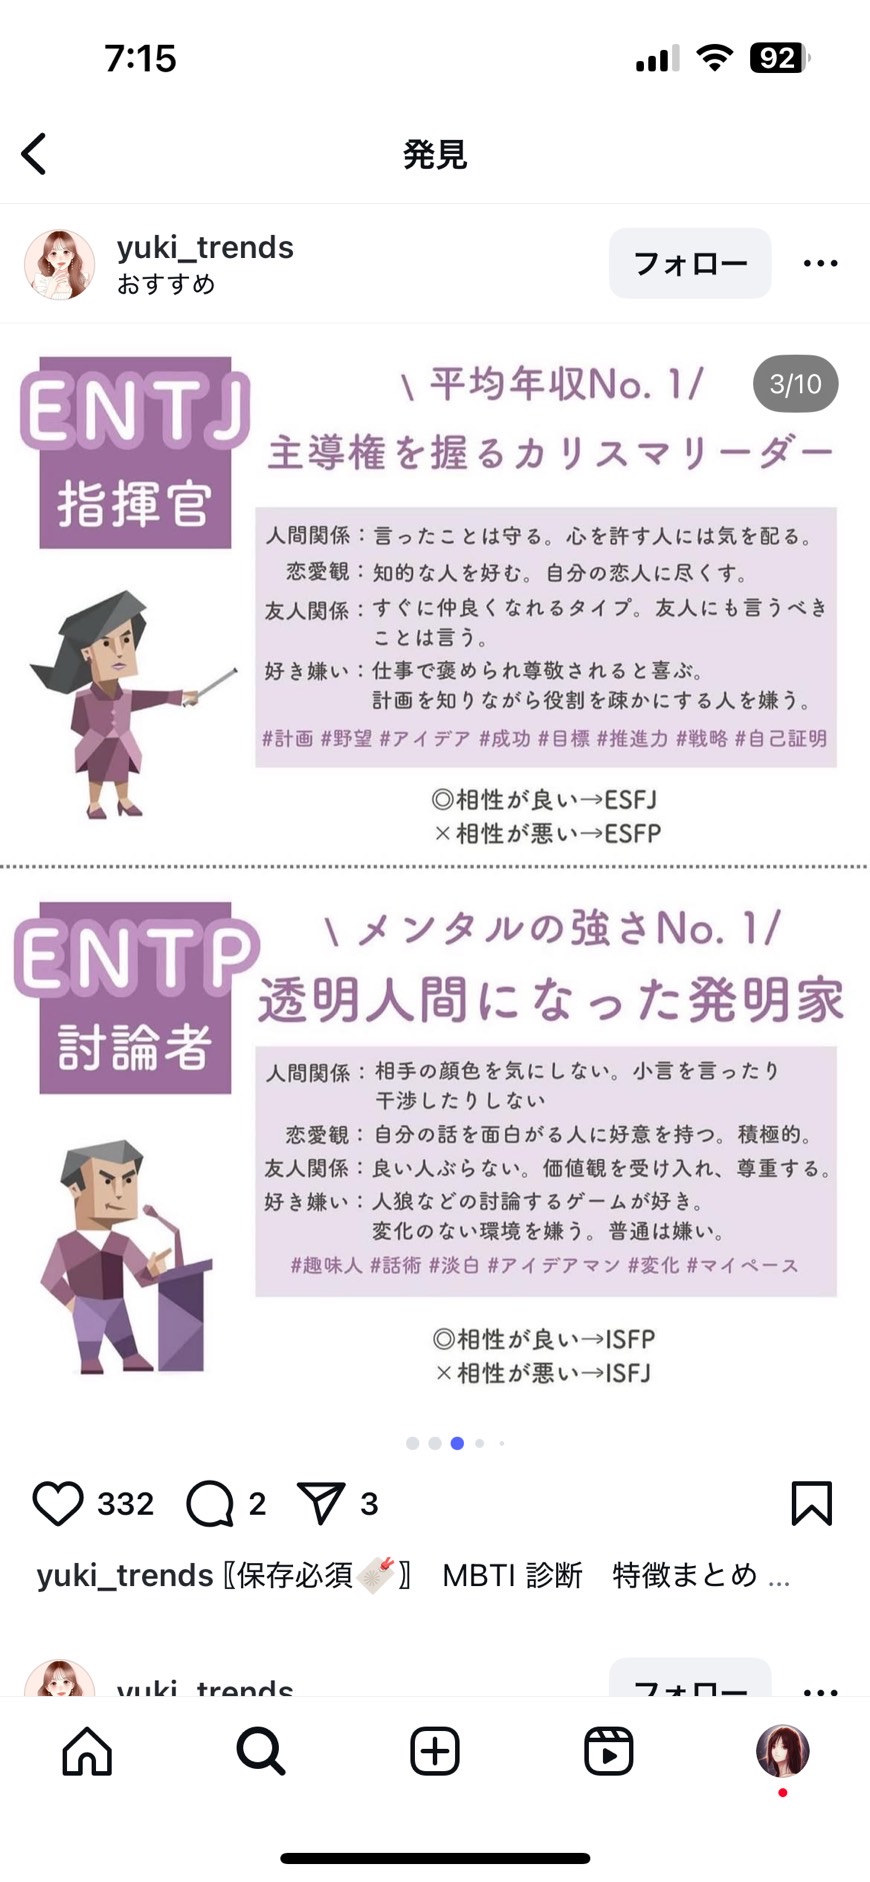 7:15
92
発見
yuki_trends
おすすめ
フォロー
3/10
ENTJ
指揮官
\ 平均年収No. 1/
主導権を握るカリスマリーダー
人間関係：言ったことは守る。心を許す人には気を配る。
恋愛観：知的な人を好む。自分の恋人に尽くす。
友人関係：すぐに仲良くなれるタイプ。友人にも言うべき
ことは言う。
好き嫌い：仕事で褒められ尊敬されると喜ぶ。
計画を知りながら役割を疎かにする人を嫌う。
#計画 #野望 #アイデア #成功 #目標 #推進力 #戦略 #自己証明
◎相性が良い→ESFJ
×相性が悪い→ESFP
ENTP
討論者
\ メンタルの強さNo. 1/
透明人間になった発明家
人間関係：相手の顔色を気にしない。小言を言ったり
干渉したりしない
恋愛観：自分の話を面白がる人に好意を持つ。積極的。
友人関係：良い人ぶらない。価値観を受け入れ、尊重する。
好き嫌い：人狼などの討論するゲームが好き。
変化のない環境を嫌う。普通は嫌い。
#趣味人 #話術 #淡白 #アイデアマン #変化 #マイペース
◎相性が良い→ISFP
×相性が悪い→ISFJ
332
2
3
yuki_trends〖保存必須〗 MBTI 診断　特徴まとめ ...
yuki_trends
フォロー